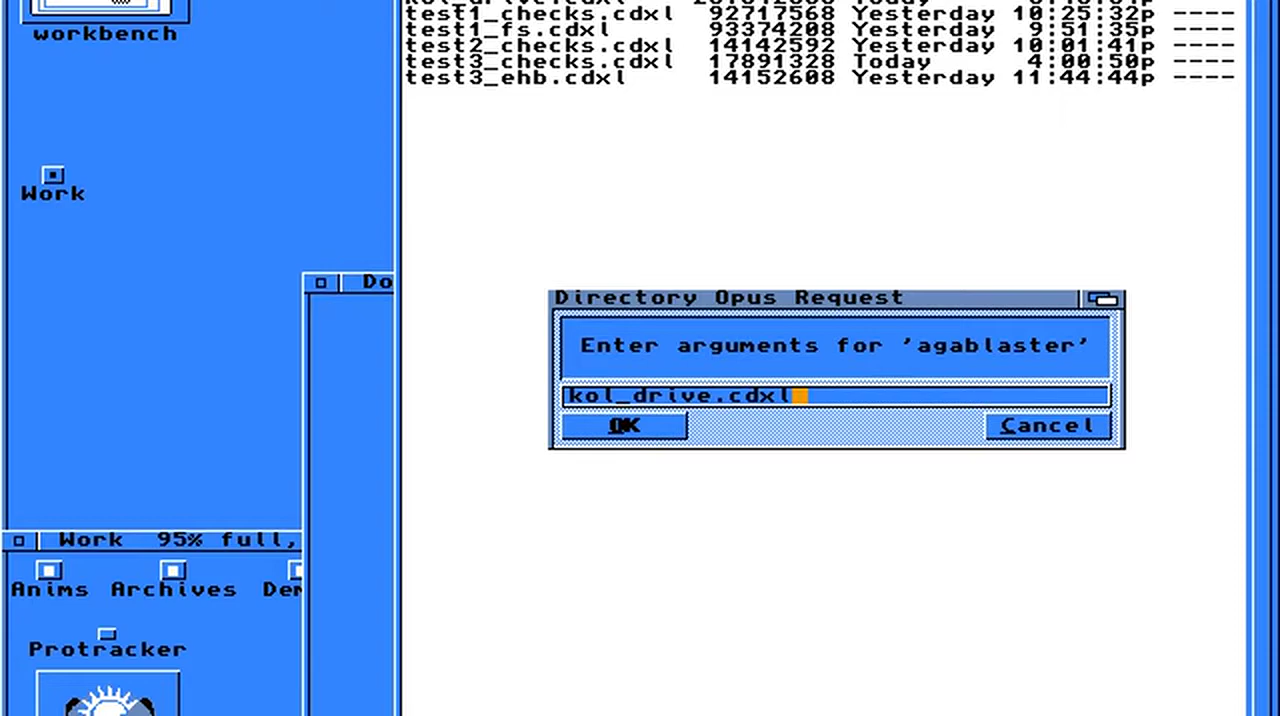 workbench
test1_checks.cdxl 92717568 Yesterday 10:25:32p ----
test1_fs.cdxl 93374208 Yesterday 9:51:35p ----
test2_checks.cdxl 14142592 Yesterday 10:01:41p ----
test3_checks.cdxl 17891328 Today 4:00:50p ----
test3_ehb.cdxl 14152608 Yesterday 11:44:44p ----
Work
Do
Directory Opus Request
Enter arguments for 'agablaster'
kol_drive.cdxl
OK Cancel
Work 95% full,
Anims Archives Dem
Protracker